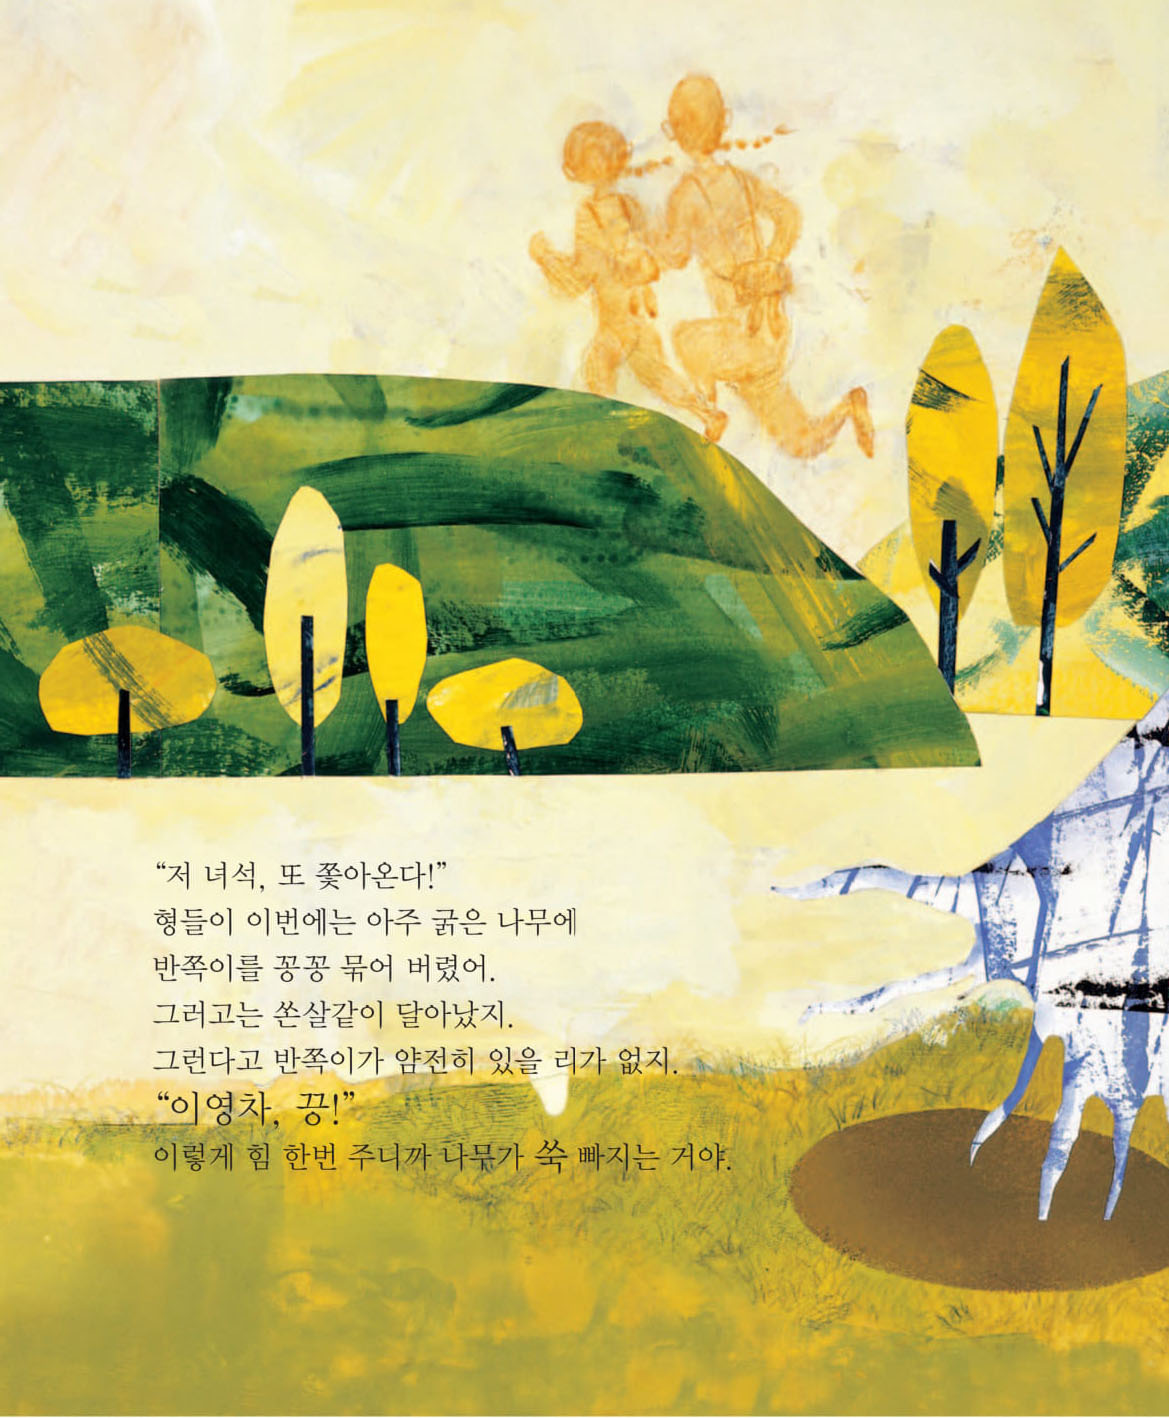 “저 녀석, 또 쫓아온다!”
형들이 이번에는 아주 굵은 나무에
반쪽이를 꽁꽁 묶어 버렸어.
그러고는 쏜살같이 달아났지.
그런다고 반쪽이가 얌전히 있을 리가 없지.
“이영차, 끙!”
이렇게 힘 한번 주니까 나무가 쑥 빠지는 거야.